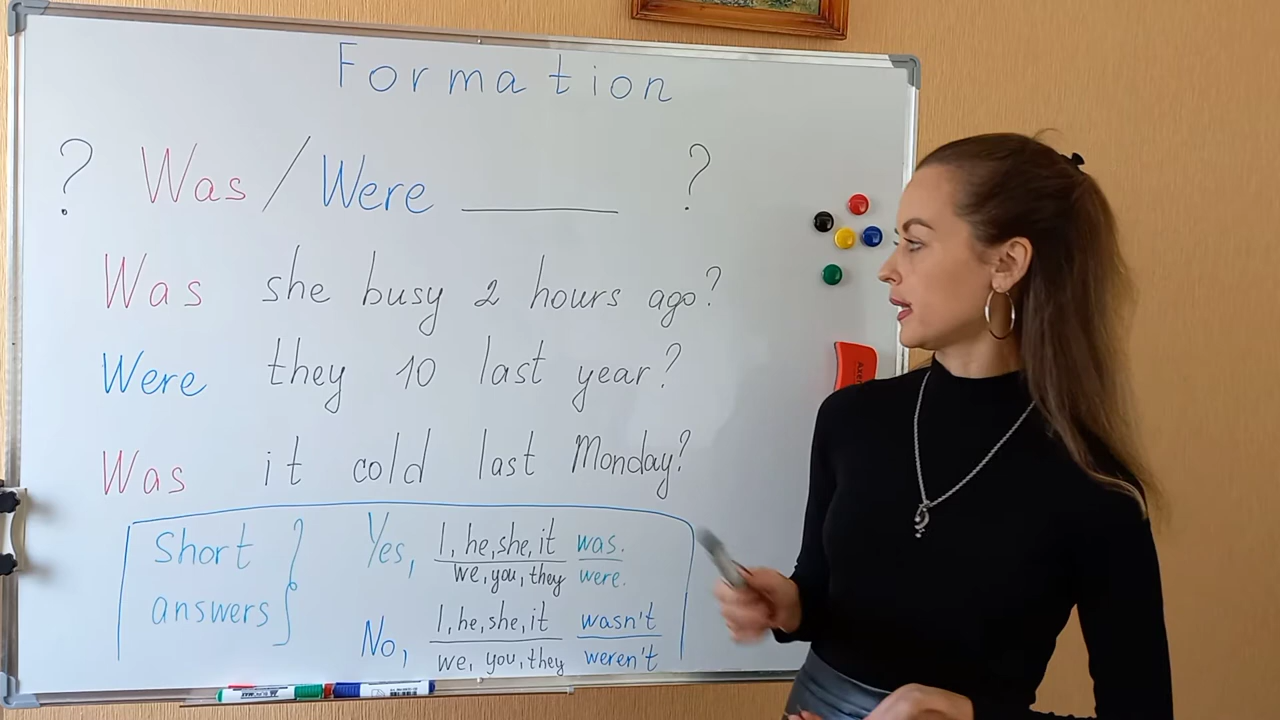 Formation
? Was / Were ______ ?
Was she busy 2 hours ago?
Were they 10 last year?
Was it cold last Monday?
Short answers
Yes, I, he, she, it was.
we, you, they were.
No, I, he, she, it wasn't
we, you, they weren't